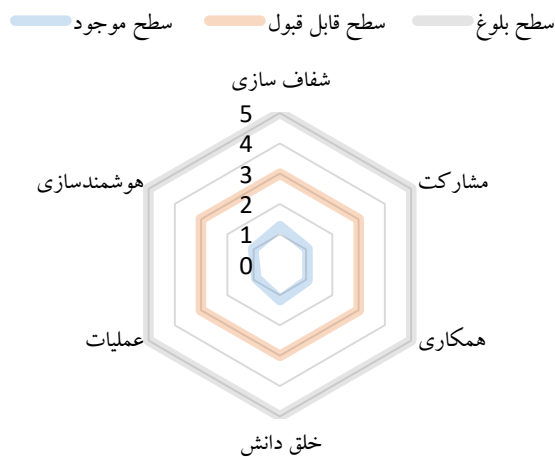 سطح بلوغ سطح قابل قبول سطح موجود
شفاف سازی
5
4
هوشمندسازی 3 مشارکت
2
1
0
عملیات همکاری
خلق دانش